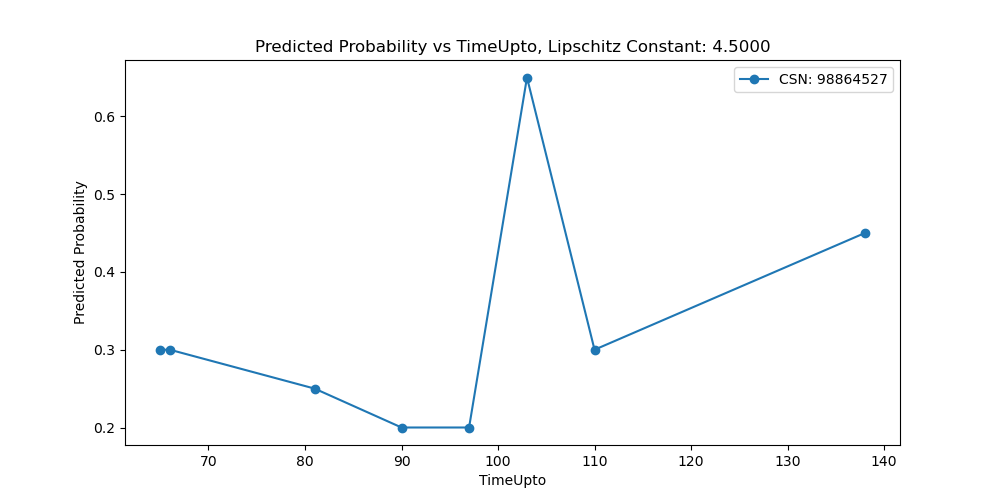 Predicted Probability vs TimeUpto, Lipschitz Constant: 4.5000
CSN: 98864527
Predicted Probability
0.6
0.5
0.4
0.3
0.2
70 80 90 100 110 120 130 140
TimeUpto